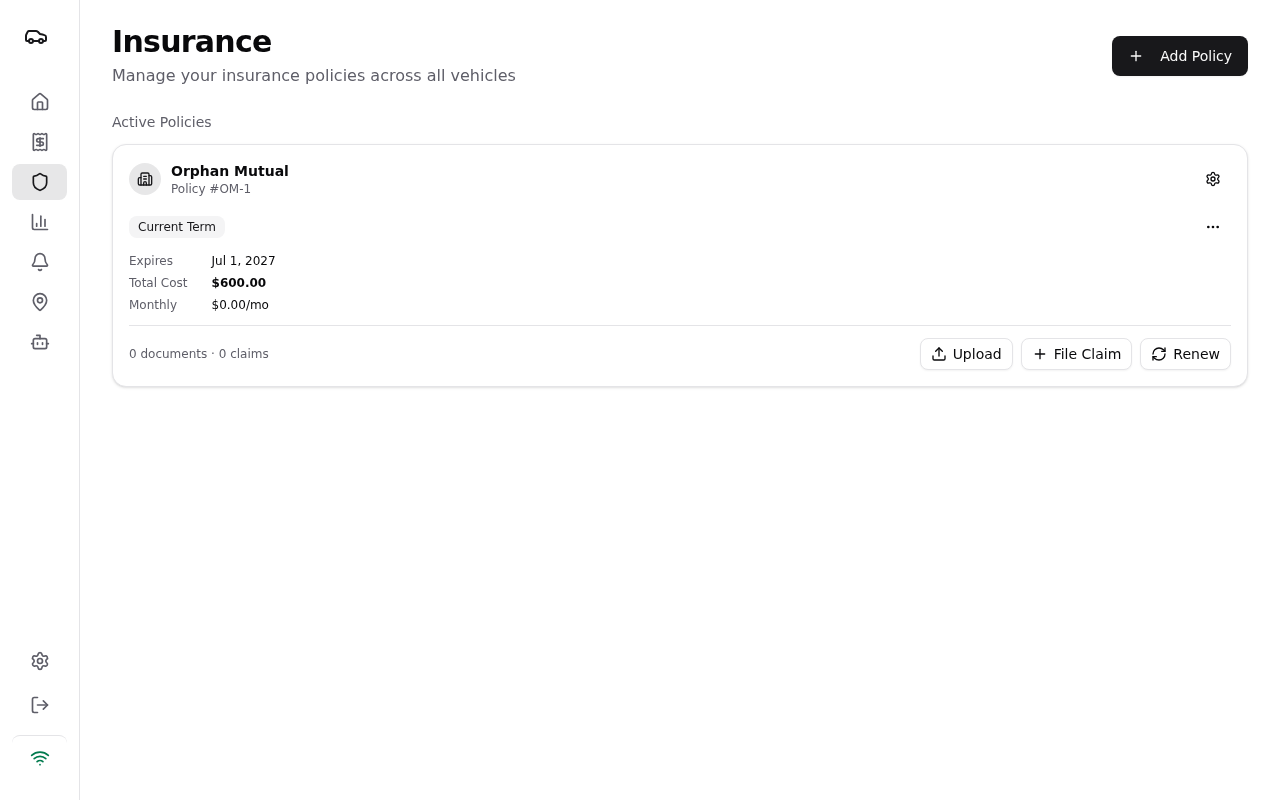 Insurance
Manage your insurance policies across all vehicles
Add Policy
Active Policies
Orphan Mutual
Policy #OM-1
Current Term
Expires Jul 1, 2027
Total Cost $600.00
Monthly $0.00/mo
0 documents · 0 claims
Upload
File Claim
Renew